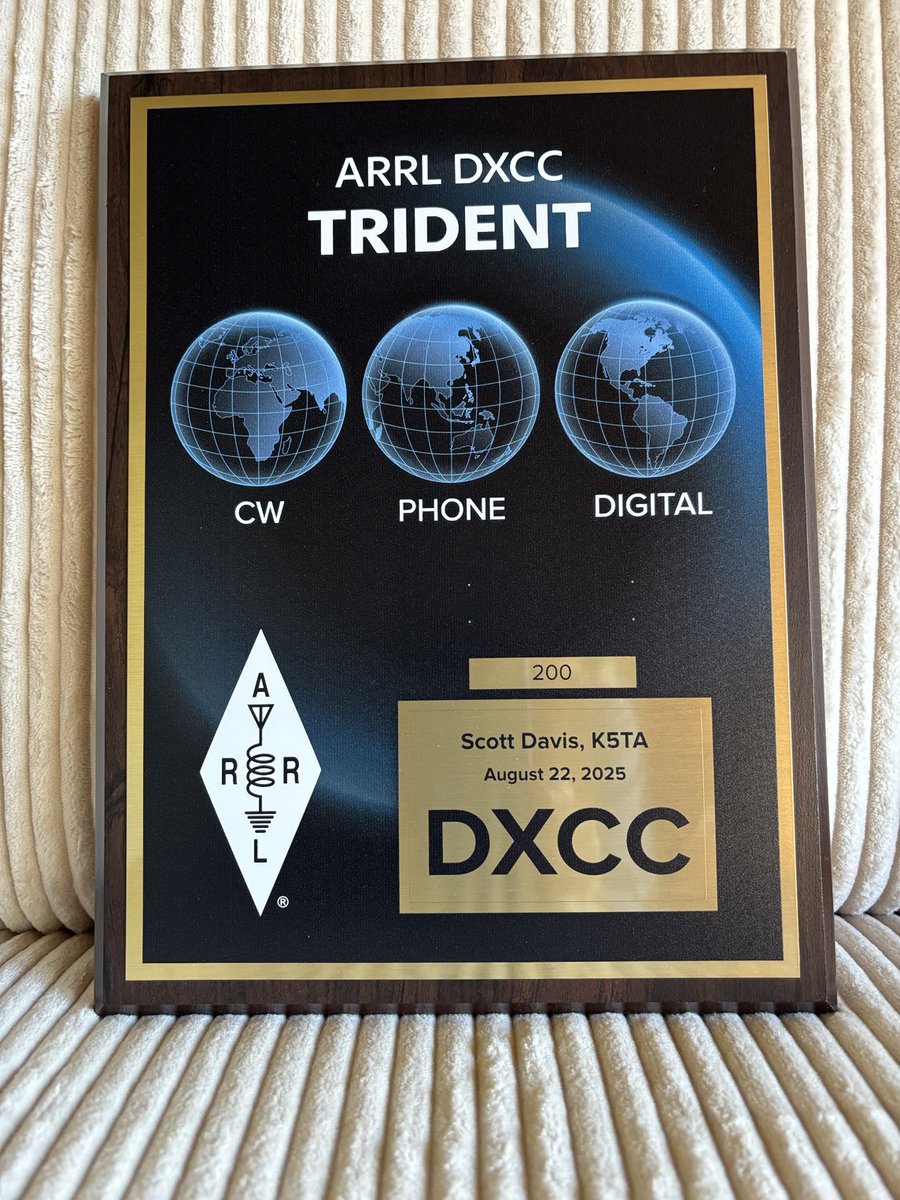 ARRL DXCC
TRIDENT
CW
PHONE
DIGITAL
A
R R
L
®
200
Scott Davis, K5TA
August 22, 2025
DXCC